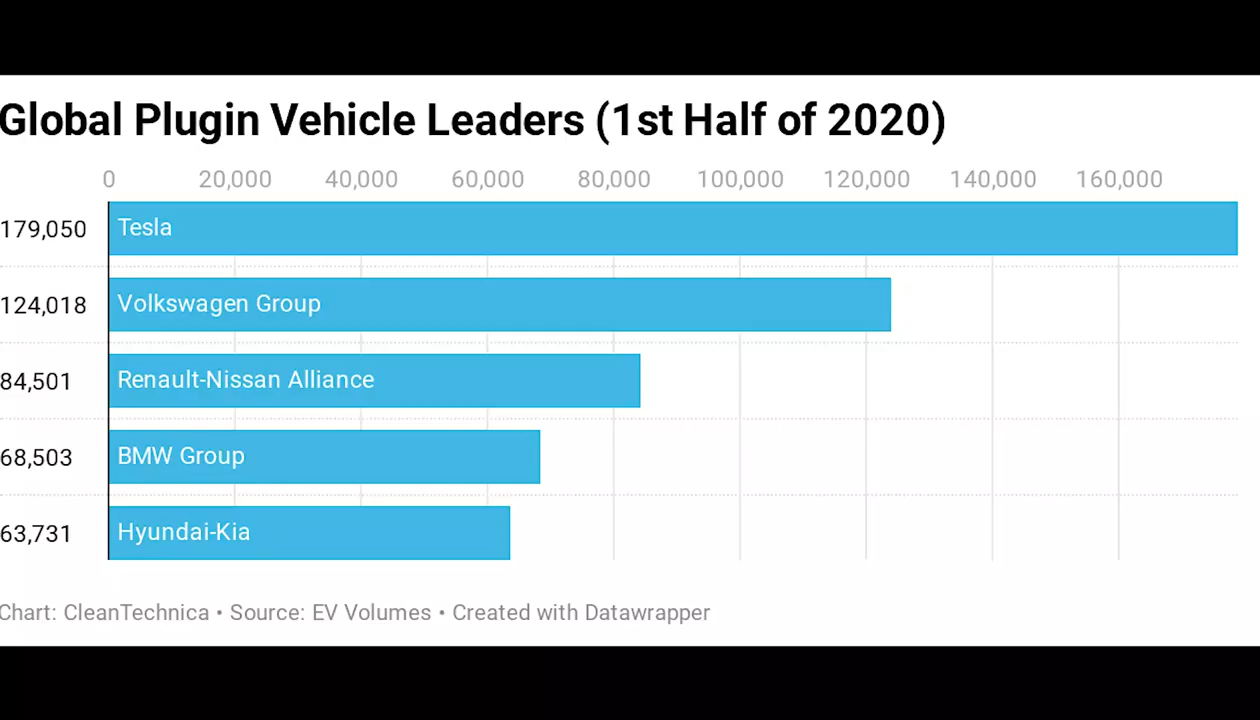 Global Plugin Vehicle Leaders (1st Half of 2020)
0 20,000 40,000 60,000 80,000 100,000 120,000 140,000 160,000
179,050 Tesla
124,018 Volkswagen Group
84,501 Renault-Nissan Alliance
68,503 BMW Group
63,731 Hyundai-Kia
Chart: CleanTechnica • Source: EV Volumes • Created with Datawrapper